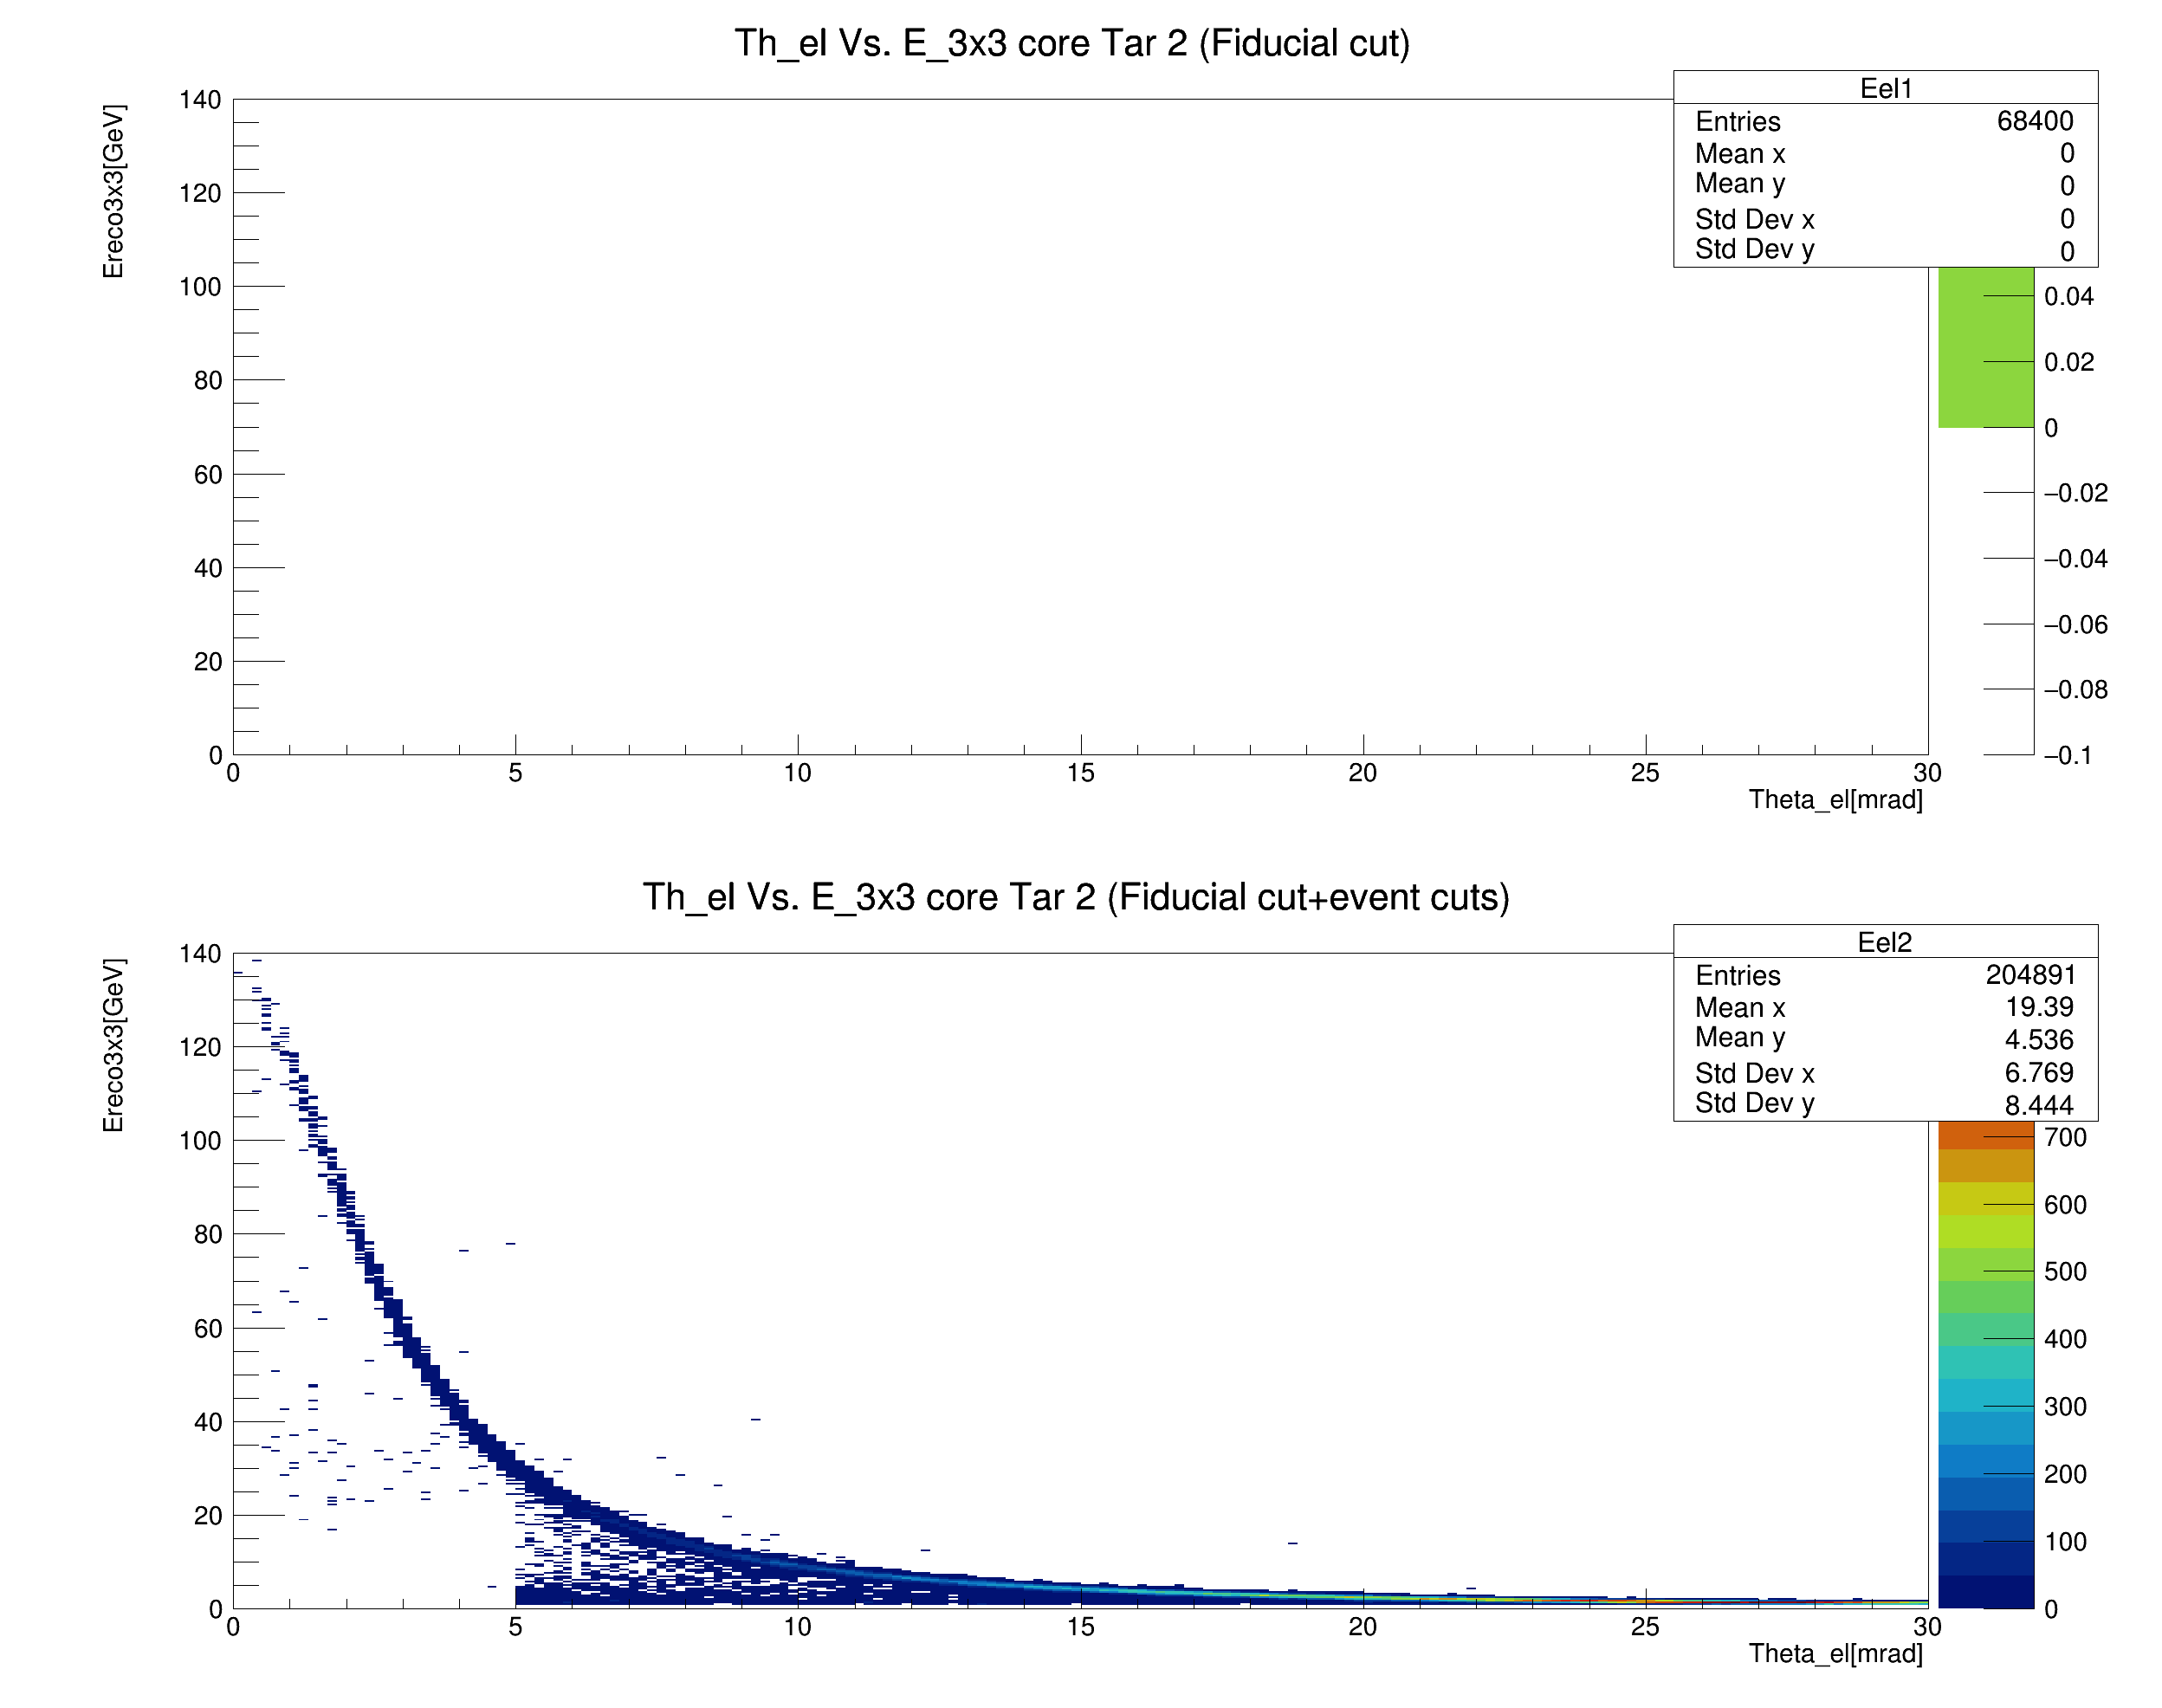 Th_el Vs. E_3x3 core Tar 2 (Fiducial cut)
Eel1
Entries 68400
Mean x 0
Mean y 0
Std Dev x 0
Std Dev y 0
Ereco3x3[GeV]
140
120
100
80
60
40
20
0
0 5 10 15 20 25 30
Theta_el[mrad]
0.04
0.02
0
−0.02
−0.04
−0.06
−0.08
−0.1
Th_el Vs. E_3x3 core Tar 2 (Fiducial cut+event cuts)
Eel2
Entries 204891
Mean x 19.39
Mean y 4.536
Std Dev x 6.769
Std Dev y 8.444
Ereco3x3[GeV]
140
120
100
80
60
40
20
0
0 5 10 15 20 25 30
Theta_el[mrad]
700
600
500
400
300
200
100
0